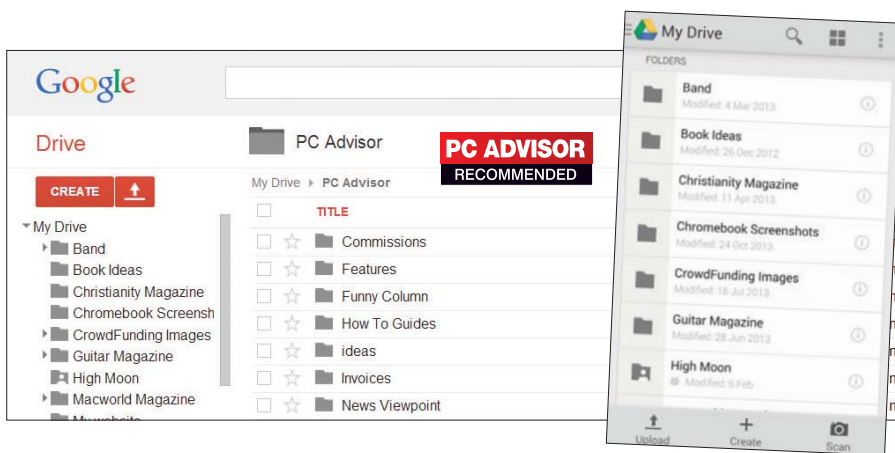 Google
Drive
CREATE
My Drive
Band
Book Ideas
Christianity Magazine
Chromebook Screensh
CrowdFunding Images
Guitar Magazine
High Moon
Macworld Magazine
My website
PC Advisor
My Drive PC Advisor
TITLE
Commissions
Features
Funny Column
How To Guides
ideas
Invoices
News Viewpoint
PC ADVISOR
RECOMMENDED
My Drive
FOLDERS
Band
Modified: 4 Mar 2013
Book Ideas
Modified: 26 Dec 2012
Christianity Magazine
Modified: 11 Apr 2013
Chromebook Screenshots
Modified: 24 Oct 2013
CrowdFunding Images
Modified: 16 Jul 2013
Guitar Magazine
Modified: 28 Jun 2013
High Moon
Modified: 6 Feb
Upload
Create
Scan